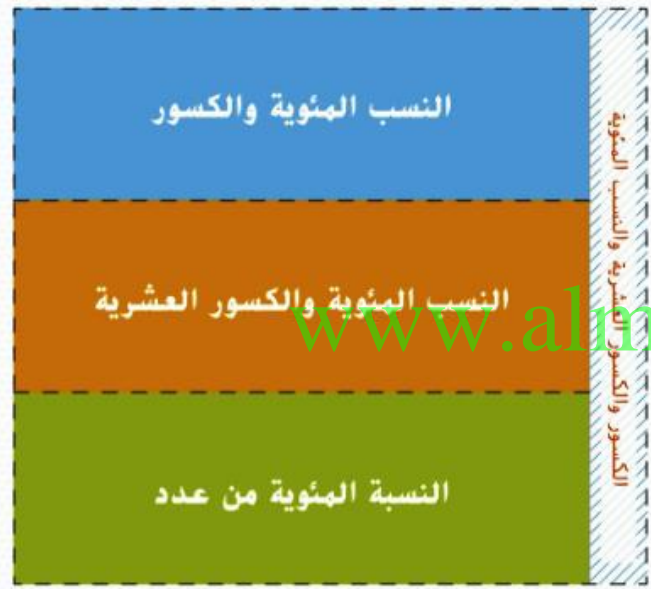 النسب المئوية والكسور
النسب المئوية والكسور العشرية
النسبة المئوية من عدد
الكسور والكسور العشرية والنسب المئوية
www.alm